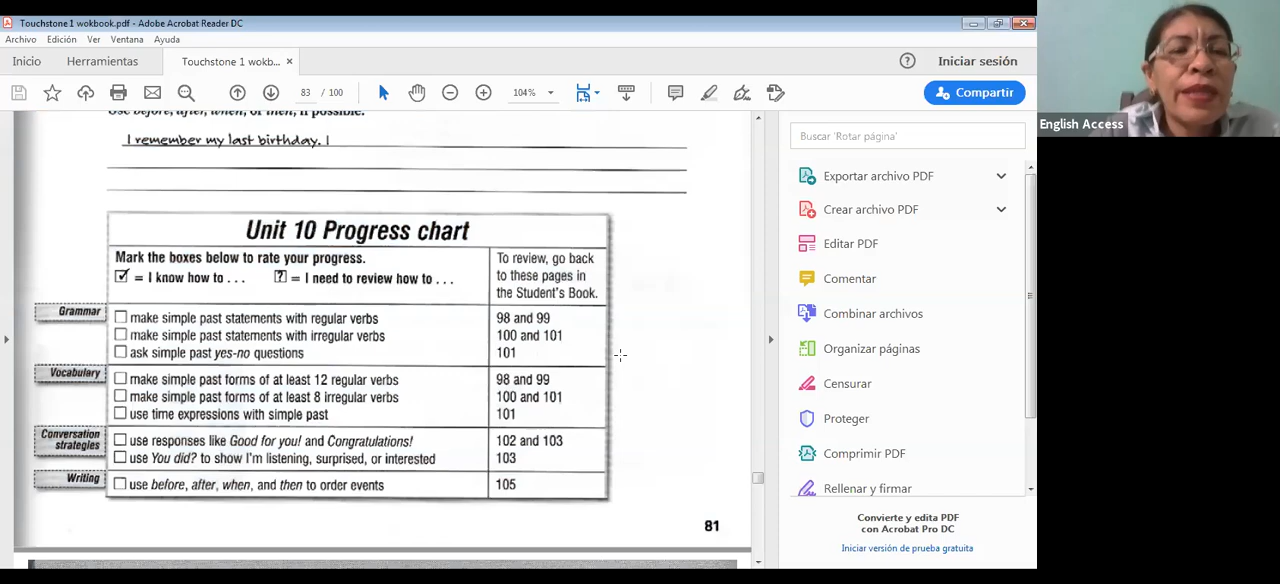 Touchstone 1 wokbook.pdf - Adobe Acrobat Reader DC
Archivo Edición Ver Ventana Ayuda
Inicio Herramientas Touchstone 1 wokb... × ? Iniciar sesión
83 / 100 104% Compartir
Use before, after, when, or then, if possible.
I remember my last birthday. I
Unit 10 Progress chart
Mark the boxes below to rate your progress.
☑ = I know how to . . . ? = I need to review how to . . .
To review, go back
to these pages in
the Student's Book.
Grammar
make simple past statements with regular verbs 98 and 99
make simple past statements with irregular verbs 100 and 101
ask simple past yes-no questions 101
Vocabulary
make simple past forms of at least 12 regular verbs 98 and 99
make simple past forms of at least 8 irregular verbs 100 and 101
use time expressions with simple past 101
Conversation
strategies
use responses like Good for you! and Congratulations! 102 and 103
use You did? to show I'm listening, surprised, or interested 103
Writing
use before, after, when, and then to order events 105
81
Buscar 'Rotar página'
Exportar archivo PDF
Crear archivo PDF
Editar PDF
Comentar
Combinar archivos
Organizar páginas
Censurar
Proteger
Comprimir PDF
Rellenar y firmar
Convierte y edita PDF
con Acrobat Pro DC
Iniciar versión de prueba gratuita
English Access